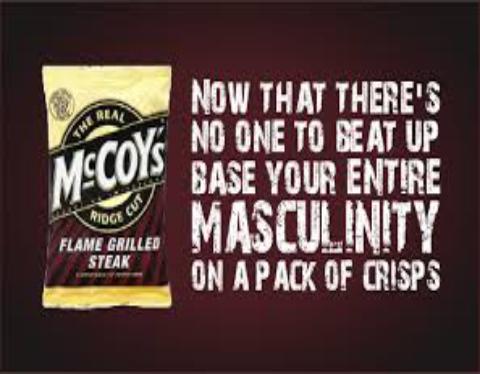 THE REAL
McCOY'S
RIDGE CUT
FLAME GRILLED
STEAK
NOW THAT THERE'S
NO ONE TO BEAT UP
BASE YOUR ENTIRE
MASCULINITY
ON A PACK OF CRISPS